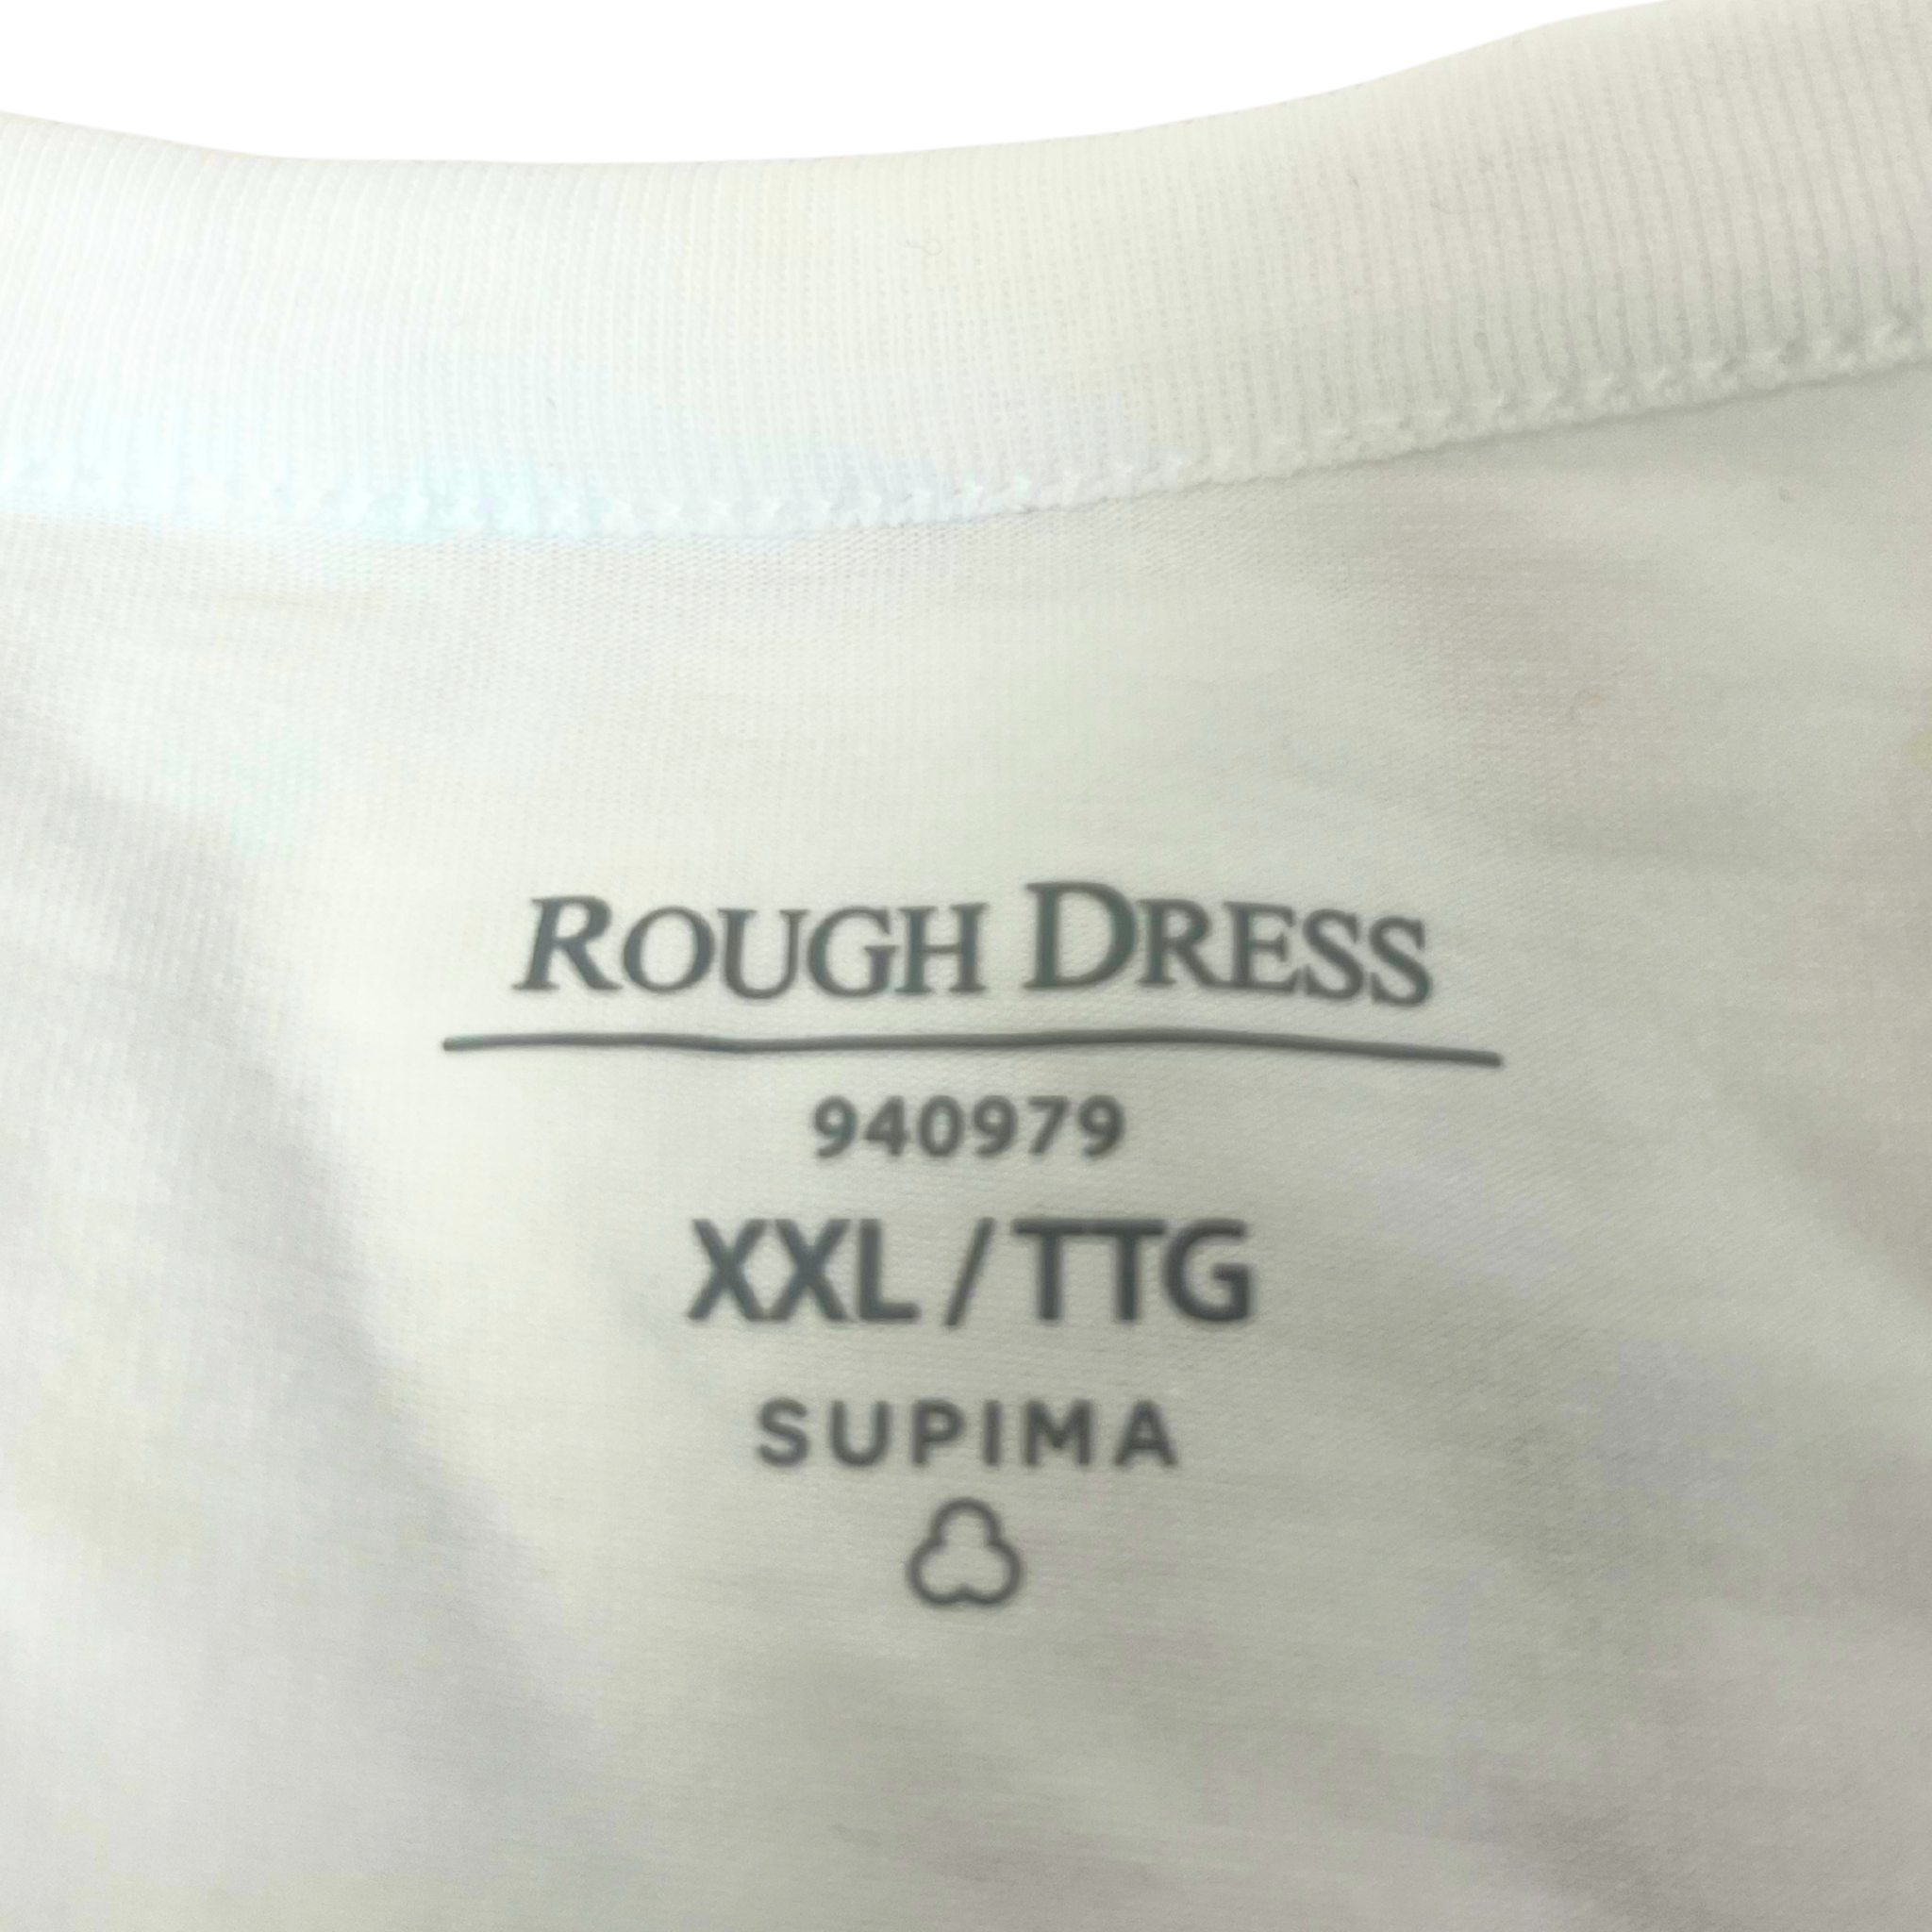 ROUGH DRESS
940979
XXL/TTG
SUPIMA